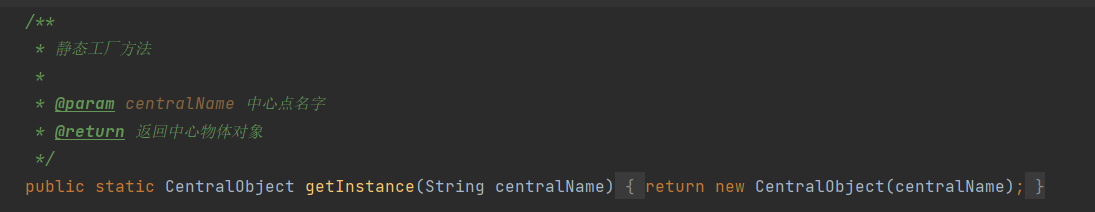 /**
 * 静态工厂方法
 *
 * @param centralName 中心点名字
 * @return 返回中心物体对象
 */
public static CentralObject getInstance(String centralName) { return new CentralObject(centralName); }